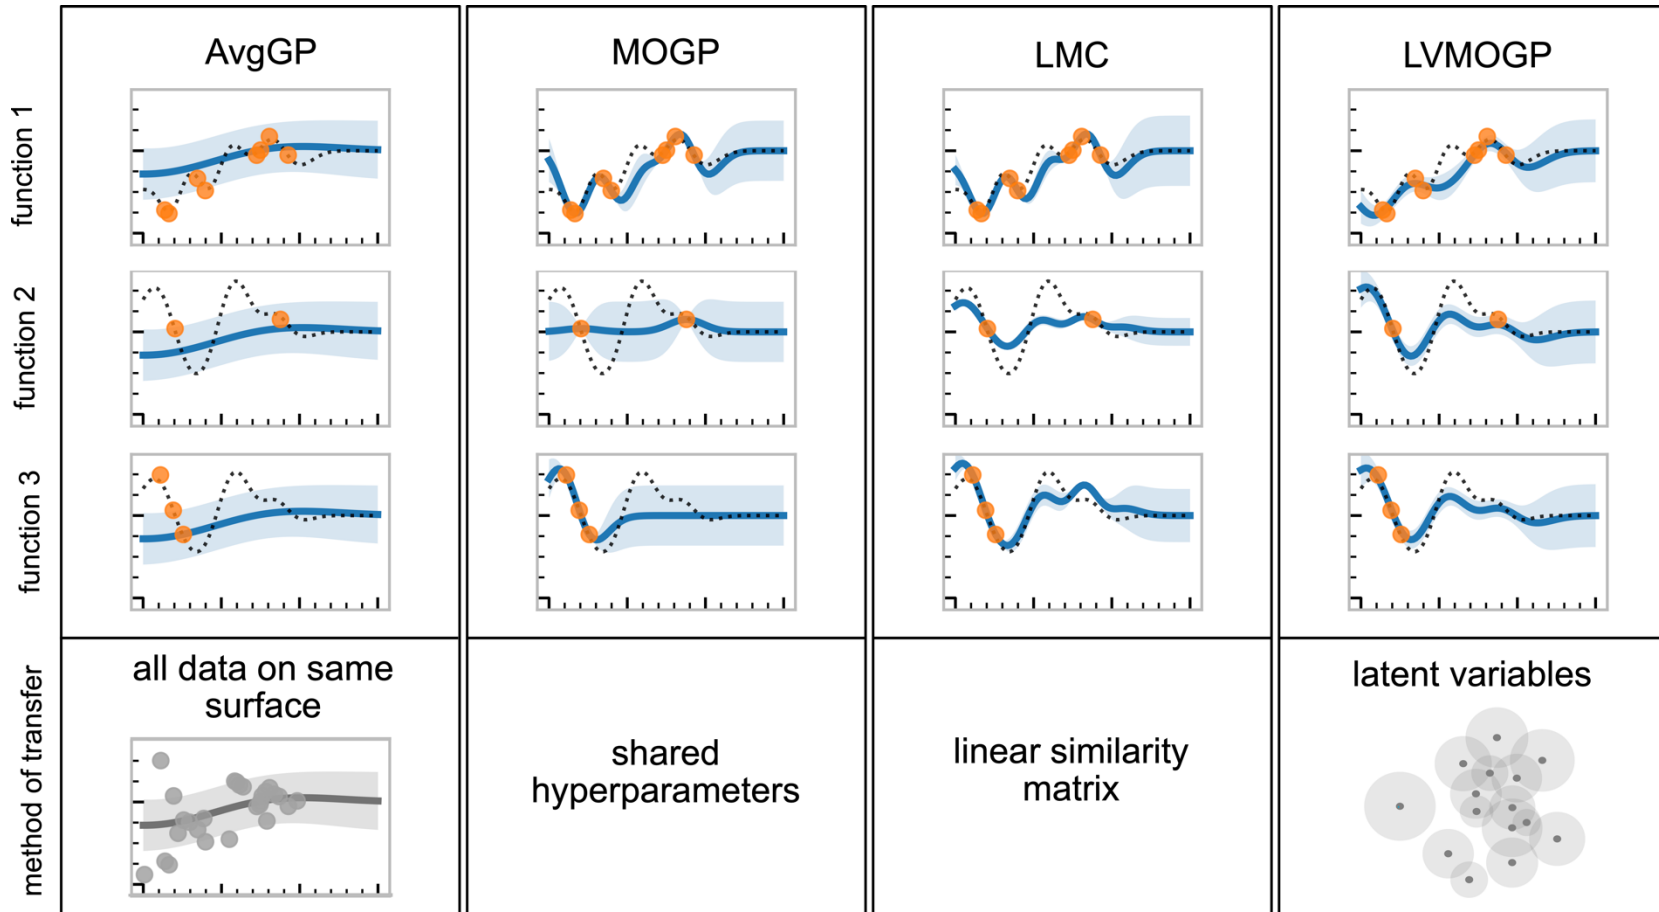 AvgGP
MOGP
LMC
LVMOGP
function 1
function 2
function 3
method of transfer
all data on same
surface
shared
hyperparameters
linear similarity
matrix
latent variables